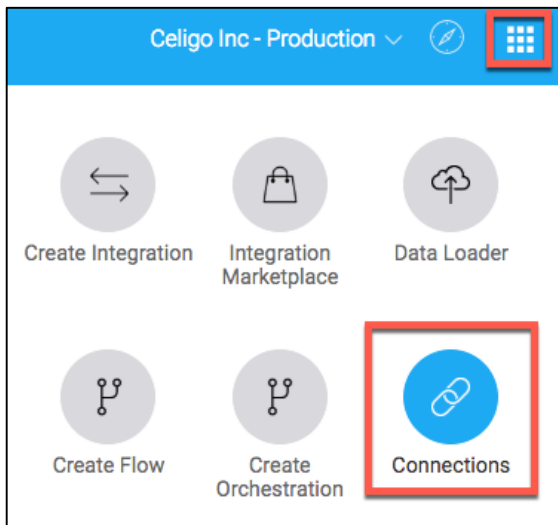 Celigo Inc - Production
Create Integration
Integration
Marketplace
Data Loader
Create Flow
Create
Orchestration
Connections